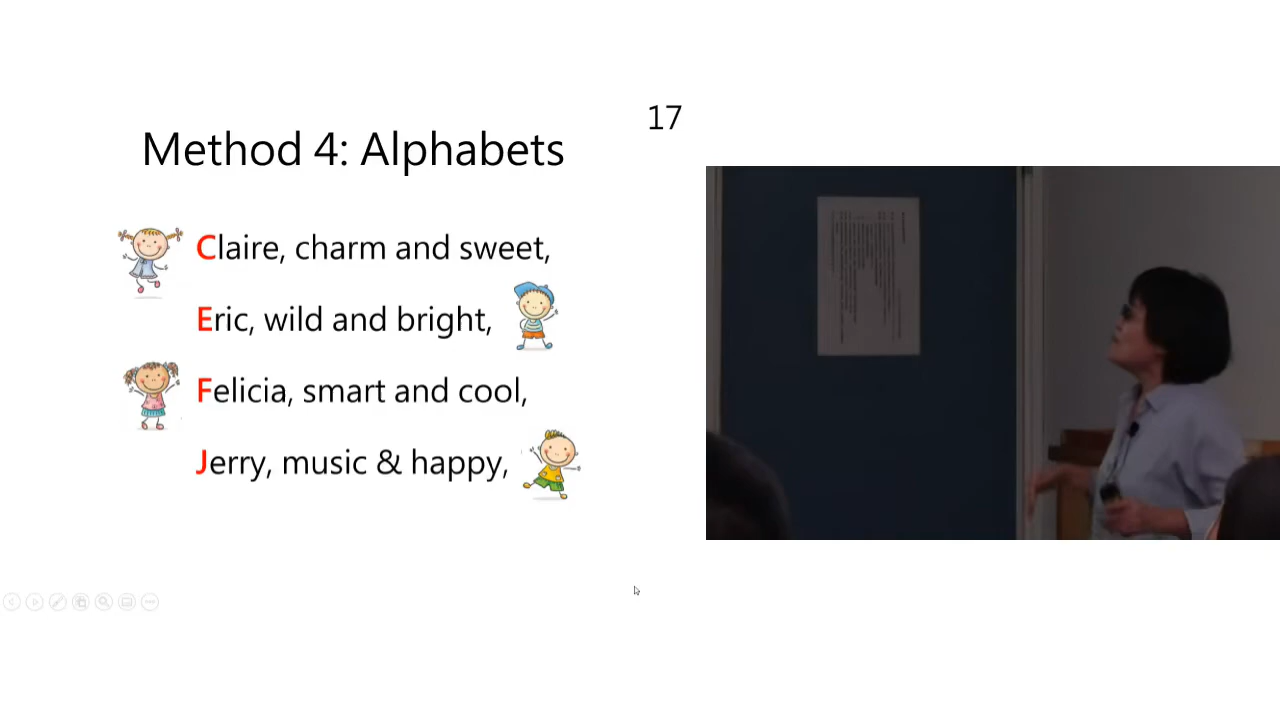 17
Method 4: Alphabets
Claire, charm and sweet,
Eric, wild and bright,
Felicia, smart and cool,
Jerry, music & happy,